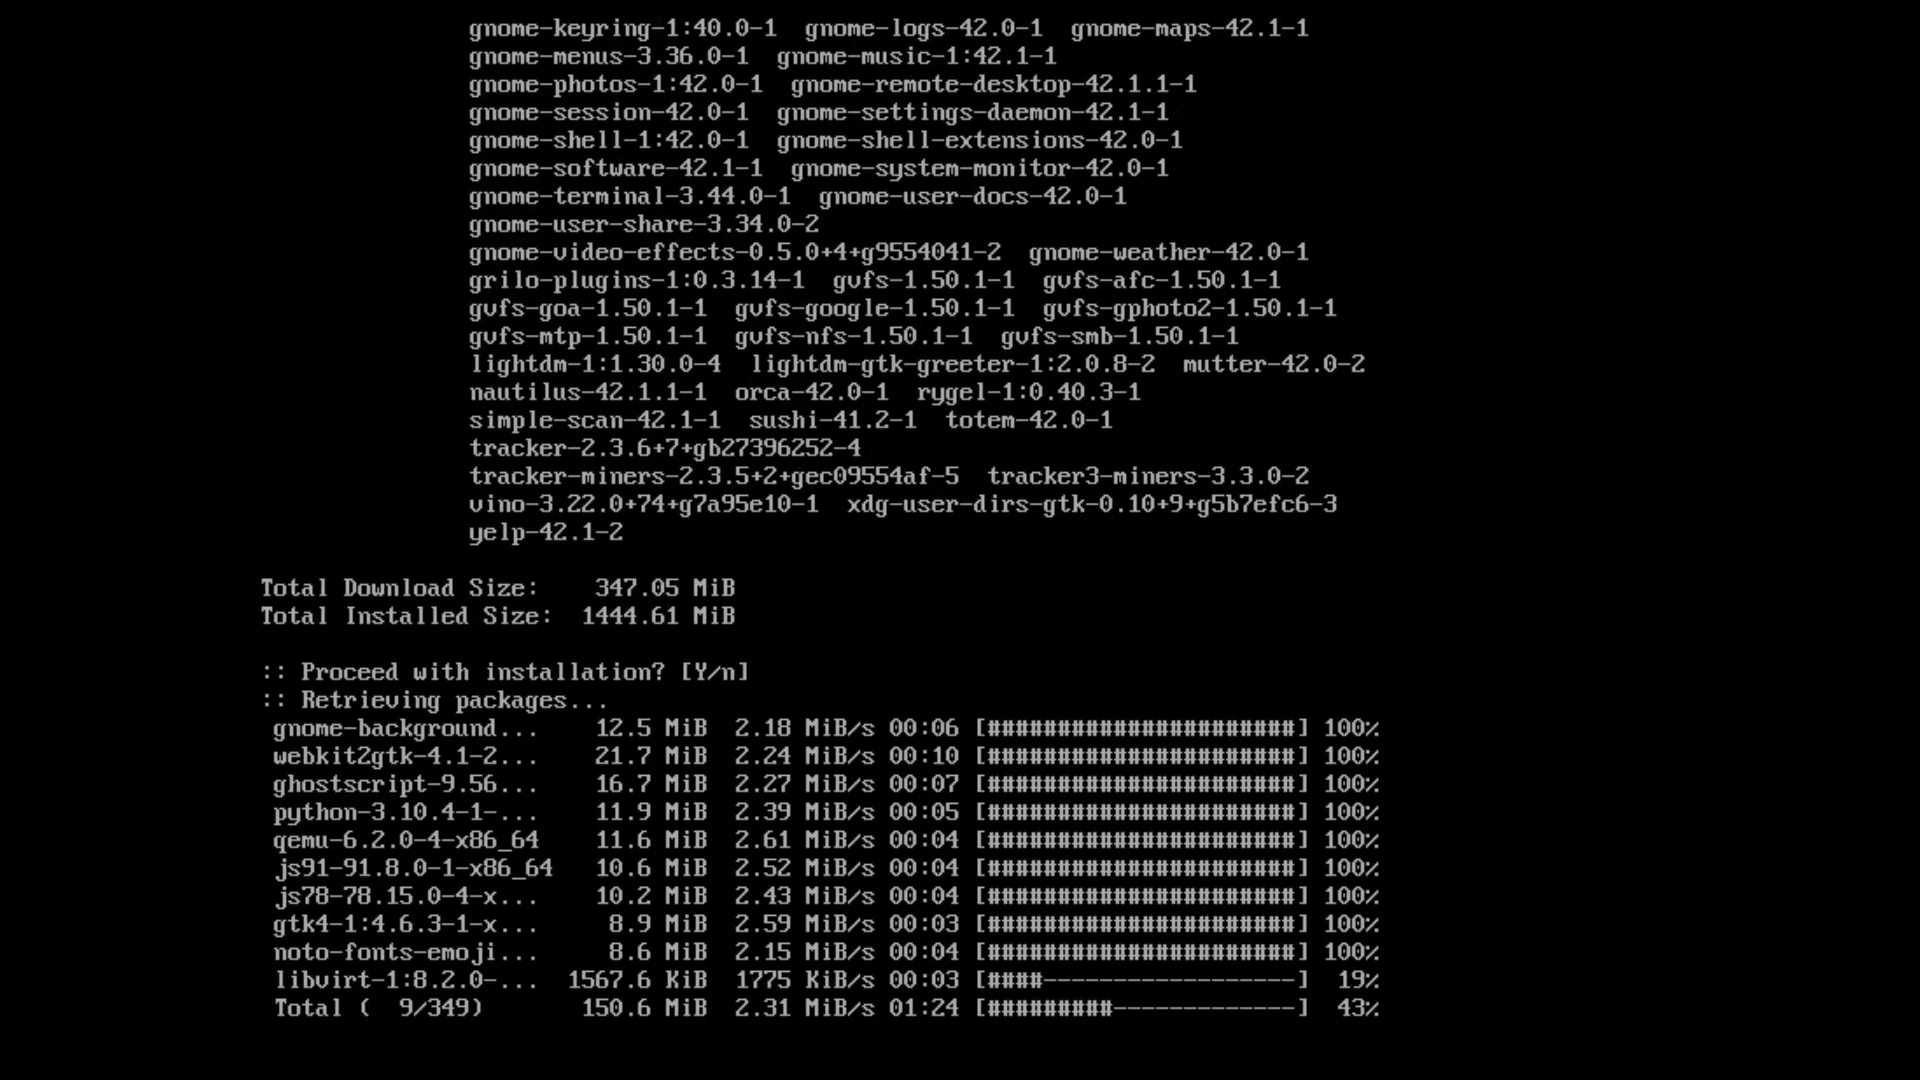 gnome-keyring-1:40.0-1  gnome-logs-42.0-1  gnome-maps-42.1-1
gnome-menus-3.36.0-1  gnome-music-1:42.1-1
gnome-photos-1:42.0-1  gnome-remote-desktop-42.1.1-1
gnome-session-42.0-1  gnome-settings-daemon-42.1-1
gnome-shell-1:42.0-1  gnome-shell-extensions-42.0-1
gnome-software-42.1-1  gnome-system-monitor-42.0-1
gnome-terminal-3.44.0-1  gnome-user-docs-42.0-1
gnome-user-share-3.34.0-2
gnome-video-effects-0.5.0+4+g9554041-2  gnome-weather-42.0-1
grilo-plugins-1:0.3.14-1  gvfs-1.50.1-1  gvfs-afc-1.50.1-1
gvfs-goa-1.50.1-1  gvfs-google-1.50.1-1  gvfs-gphoto2-1.50.1-1
gvfs-mtp-1.50.1-1  gvfs-nfs-1.50.1-1  gvfs-smb-1.50.1-1
lightdm-1:1.30.0-4  lightdm-gtk-greeter-1:2.0.8-2  mutter-42.0-2
nautilus-42.1.1-1  orca-42.0-1  rygel-1:0.40.3-1
simple-scan-42.1-1  sushi-41.2-1  totem-42.0-1
tracker-2.3.6+7+gb27396252-4
tracker-miners-2.3.5+2+gec09554af-5  tracker3-miners-3.3.0-2
vino-3.22.0+74+g7a95e10-1  xdg-user-dirs-gtk-0.10+9+g5b7efc6-3
yelp-42.1-2
Total Download Size:    347.05 MiB
Total Installed Size:  1444.61 MiB
:: Proceed with installation? [Y/n]
:: Retrieving packages...
gnome-background...    12.5 MiB  2.18 MiB/s 00:06 [######################] 100%
webkit2gtk-4.1-2...    21.7 MiB  2.24 MiB/s 00:10 [######################] 100%
ghostscript-9.56...    16.7 MiB  2.27 MiB/s 00:07 [######################] 100%
python-3.10.4-1-...    11.9 MiB  2.39 MiB/s 00:05 [######################] 100%
qemu-6.2.0-4-x86_64    11.6 MiB  2.61 MiB/s 00:04 [######################] 100%
js91-91.8.0-1-x86_64   10.6 MiB  2.52 MiB/s 00:04 [######################] 100%
js78-78.15.0-4-x...    10.2 MiB  2.43 MiB/s 00:04 [######################] 100%
gtk4-1:4.6.3-1-x...     8.9 MiB  2.59 MiB/s 00:03 [######################] 100%
noto-fonts-emoji...     8.6 MiB  2.15 MiB/s 00:04 [######################] 100%
libvirt-1:8.2.0-...  1567.6 KiB  1775 KiB/s 00:03 [####------------------]  19%
Total (  9/349)       150.6 MiB  2.31 MiB/s 01:24 [#########-------------]  43%